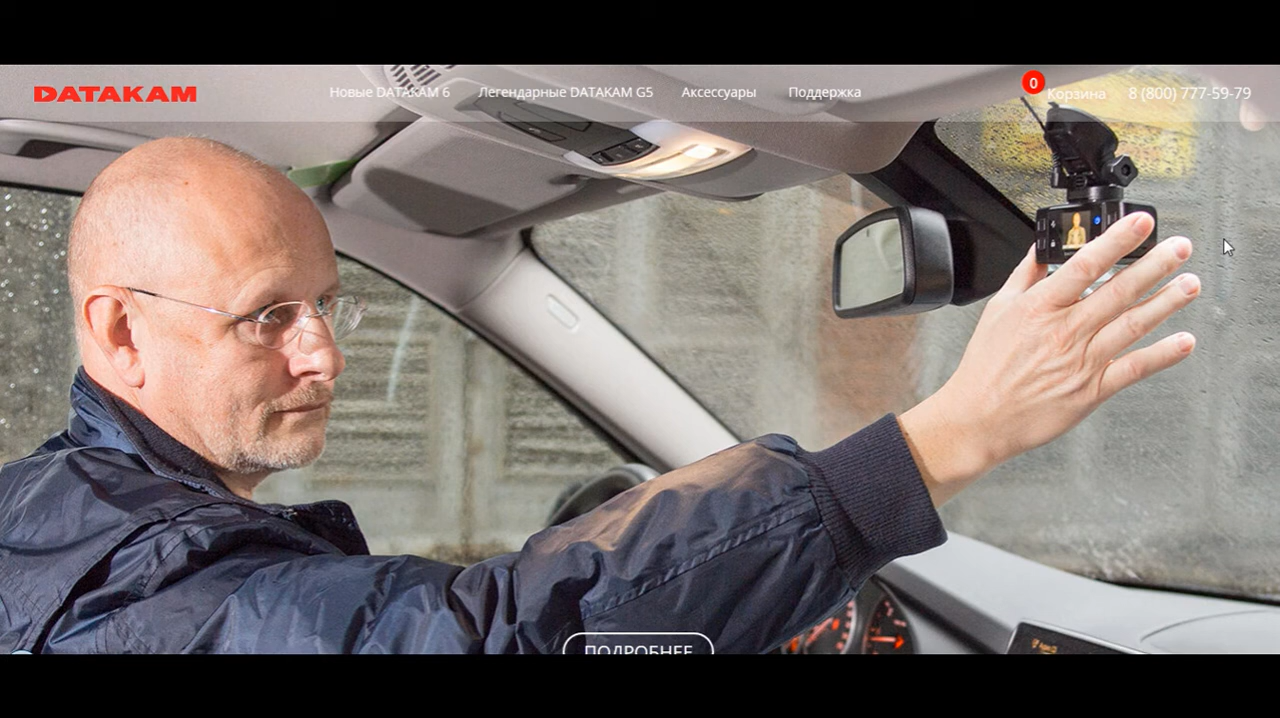 DATAKAM
Новые DATAKAM 6
Легендарные DATAKAM G5
Аксессуары
Поддержка
0
Корзина
8 (800) 777-59-79
ПОДРОБНЕЕ